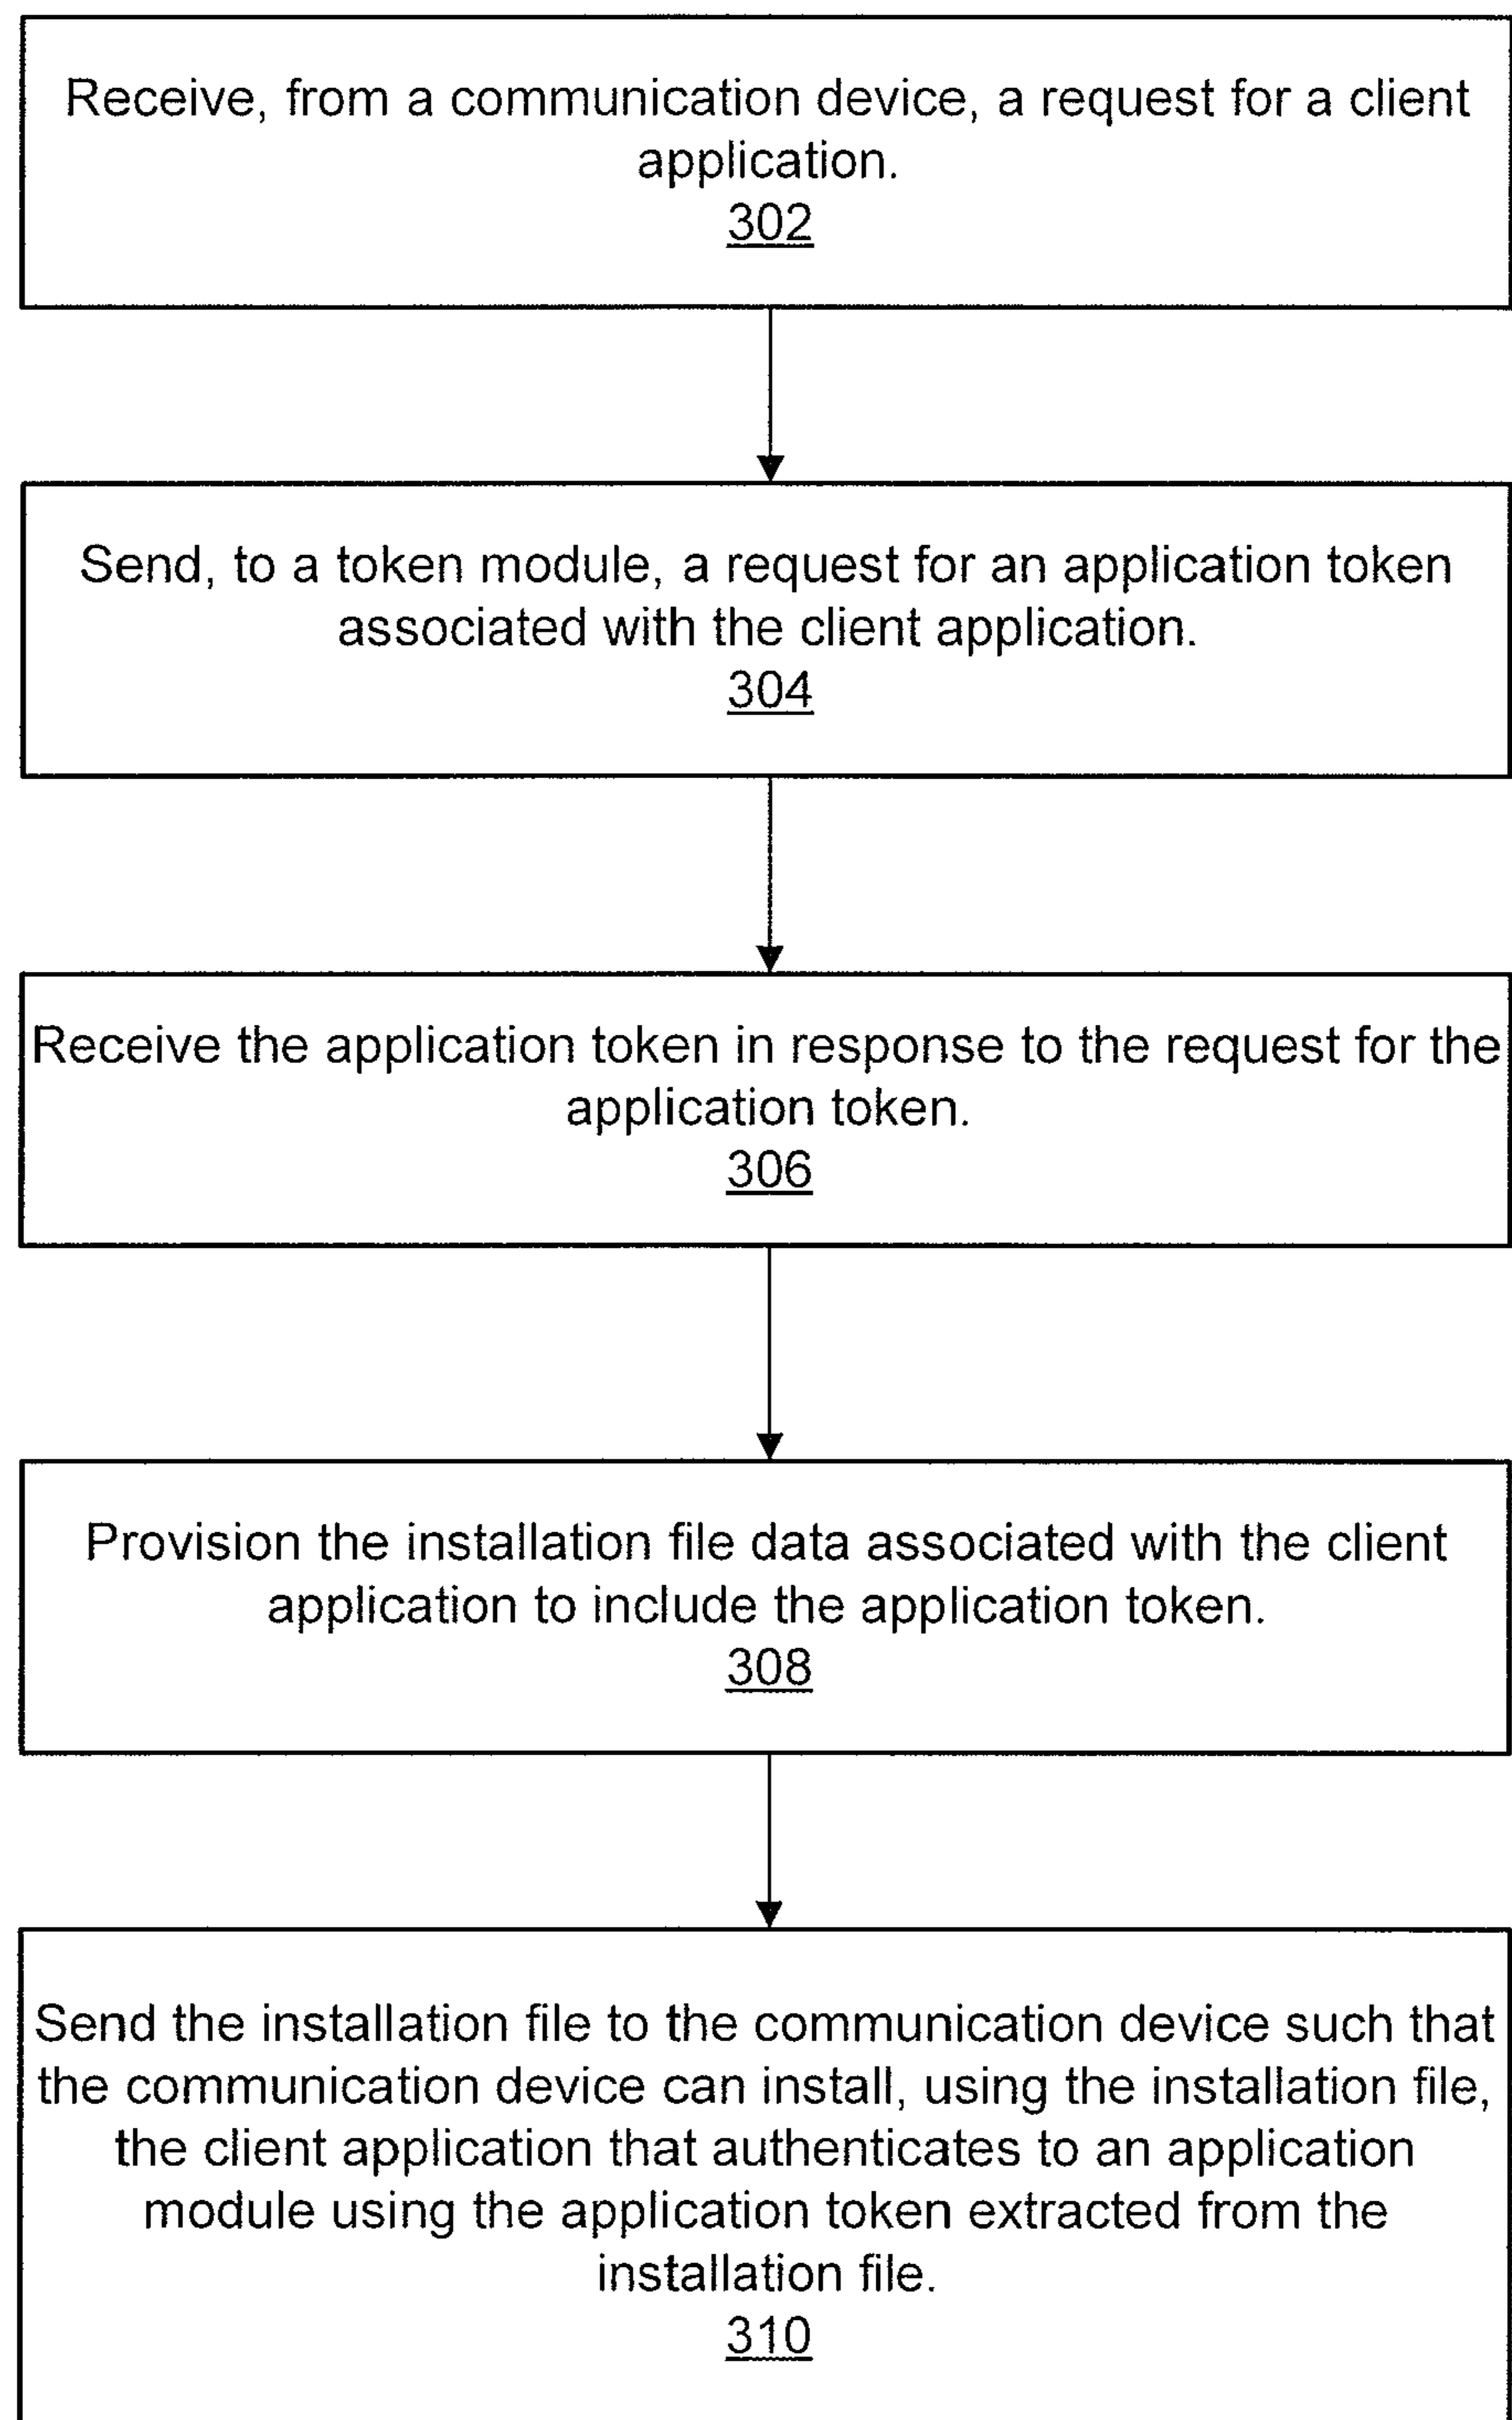 Receive, from a communication device, a request for a client
application.
302
Send, to a token module, a request for an application token
associated with the client application.
304
Receive the application token in response to the request for the
application token.
306
Provision the installation file data associated with the client
application to include the application token.
308
Send the installation file to the communication device such that
the communication device can install, using the installation file,
the client application that authenticates to an application
module using the application token extracted from the
installation file.
310